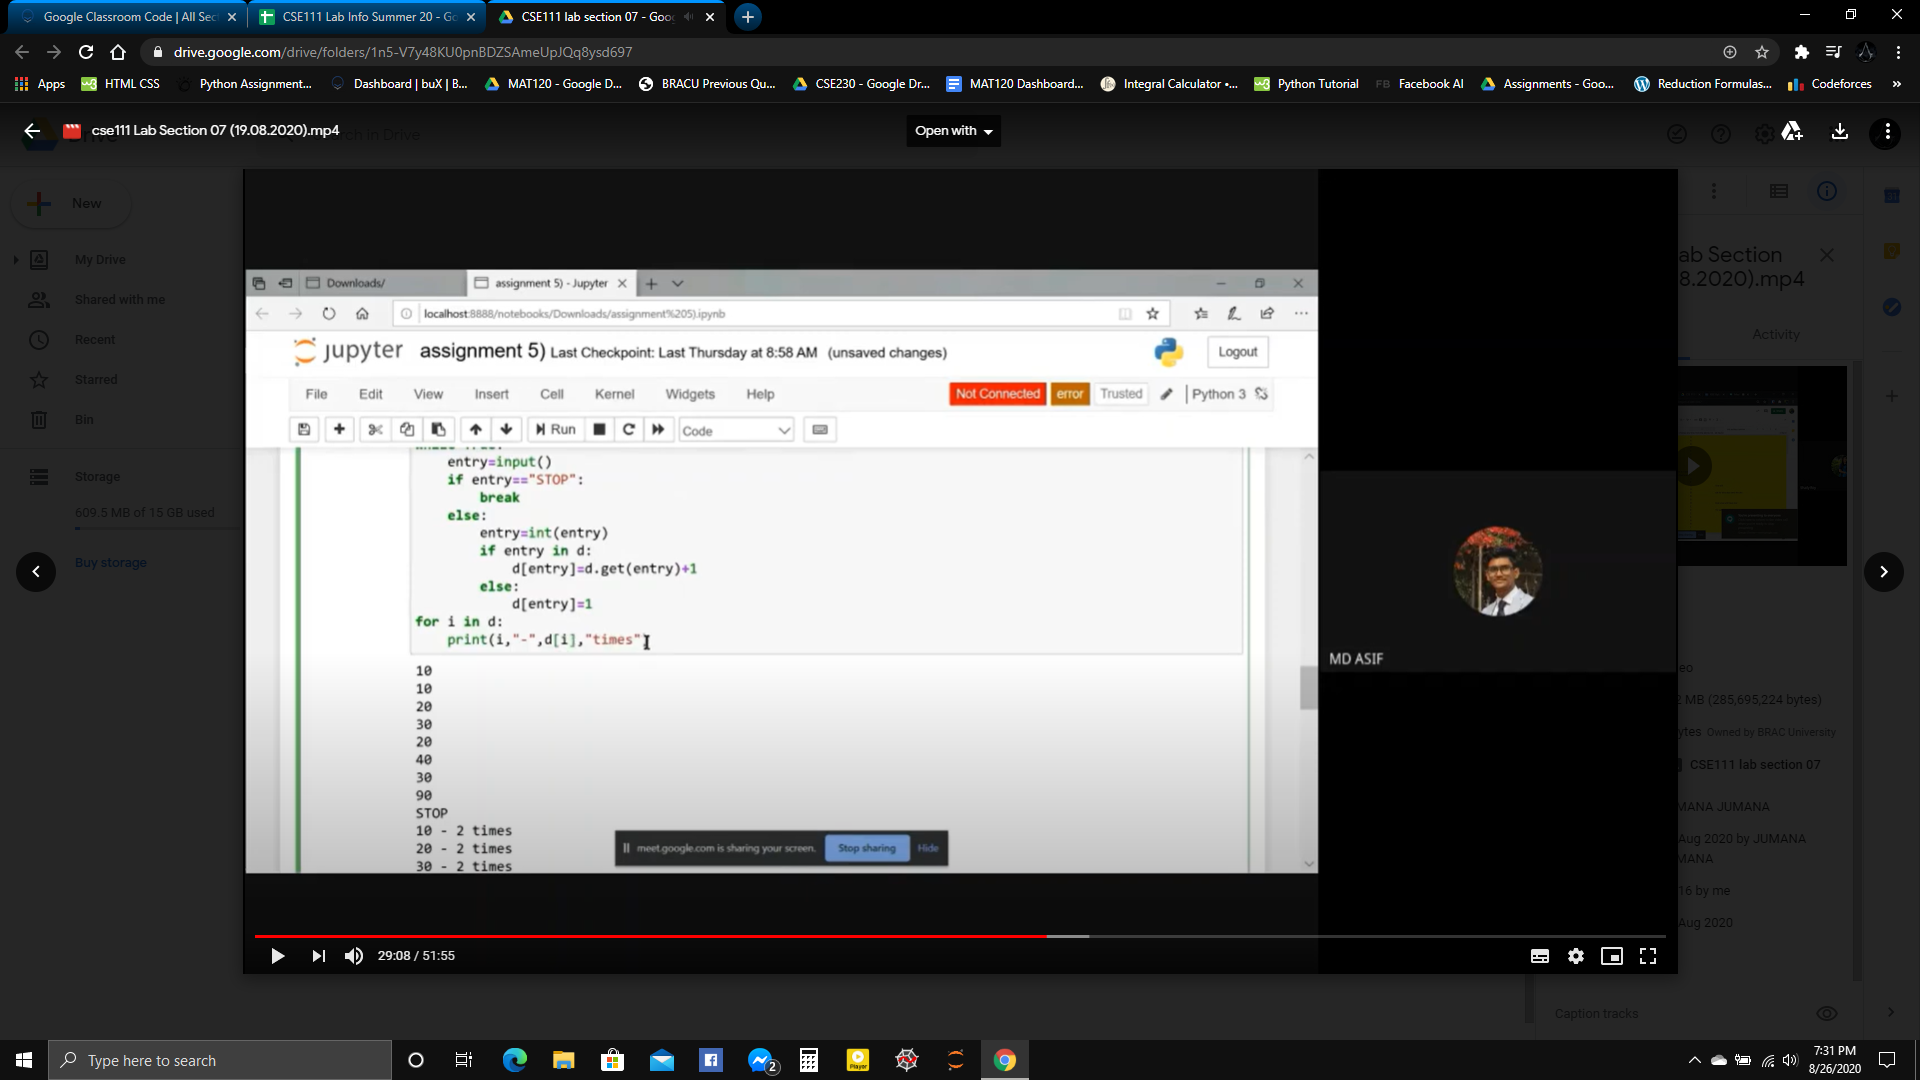 Google Classroom Code | All Sec
CSE111 Lab Info Summer 20 - Go
CSE111 lab section 07 - Goo
drive.google.com/drive/folders/1n5-V7y48KU0pnBDZSAmeUpJQq8ysd697
Apps
HTML CSS
Python Assignment...
Dashboard | buX | B...
MAT120 - Google D...
BRACU Previous Qu...
CSE230 - Google Dr...
MAT120 Dashboard...
Integral Calculator •...
Python Tutorial
FB Facebook AI
Assignments - Goo...
Reduction Formulas...
Codeforces
»
cse111 Lab Section 07 (19.08.2020).mp4
ch in Drive
Open with
New
My Drive
Shared with me
Recent
Starred
Bin
Storage
609.5 MB of 15 GB used
Buy storage
Downloads/
assignment 5) - Jupyter
localhost:8888/notebooks/Downloads/assignment%205).ipynb
jupyter assignment 5) Last Checkpoint: Last Thursday at 8:58 AM (unsaved changes)
Logout
File Edit View Insert Cell Kernel Widgets Help
Not Connected error Trusted Python 3
Run
Code
entry=input()
if entry=="STOP":
break
else:
entry=int(entry)
if entry in d:
d[entry]=d.get(entry)+1
else:
d[entry]=1
for i in d:
print(i,"-",d[i],"times")
10
10
20
30
20
40
30
90
STOP
10 - 2 times
20 - 2 times
30 - 2 times
meet.google.com is sharing your screen. Stop sharing Hide
MD ASIF
29:08 / 51:55
ab Section
8.2020).mp4
Activity
eo
2 MB (285,695,224 bytes)
ytes Owned by BRAC University
CSE111 lab section 07
MANA JUMANA
Aug 2020 by JUMANA
MANA
16 by me
Aug 2020
Caption tracks
Type here to search
2
Player
7:31 PM
8/26/2020